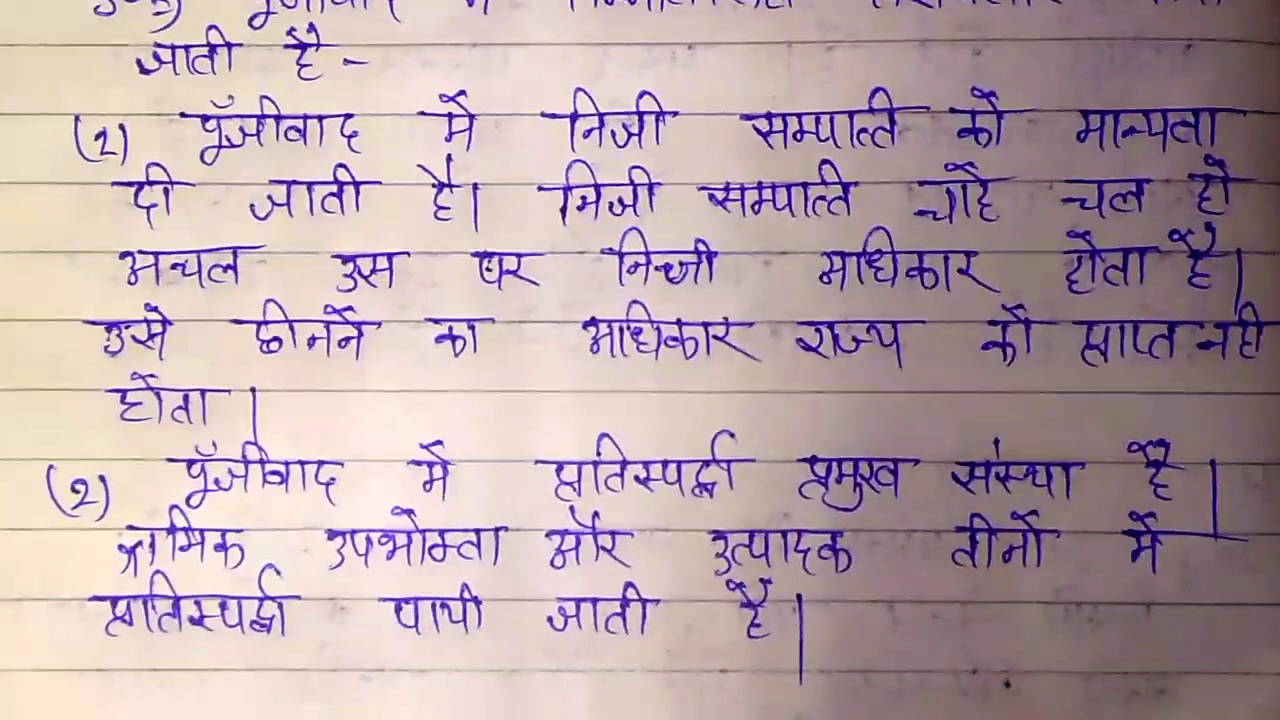 पूँजीवाद में
जाती है -
(1) पूँजीवाद में निजी सम्पत्ति को मान्यता
दी जाती है। निजी सम्पत्ति चाहे चल हो
अचल उस पर निजी अधिकार होता है।
उसे छीनने का अधिकार राज्य को प्राप्त नही
होता।
(2) पूँजीवाद में प्रतिस्पर्द्धा प्रमुख संस्था है।
श्रमिक उपभोक्ता और उत्पादक तीनों में
प्रतिस्पर्द्धा पायी जाती है।